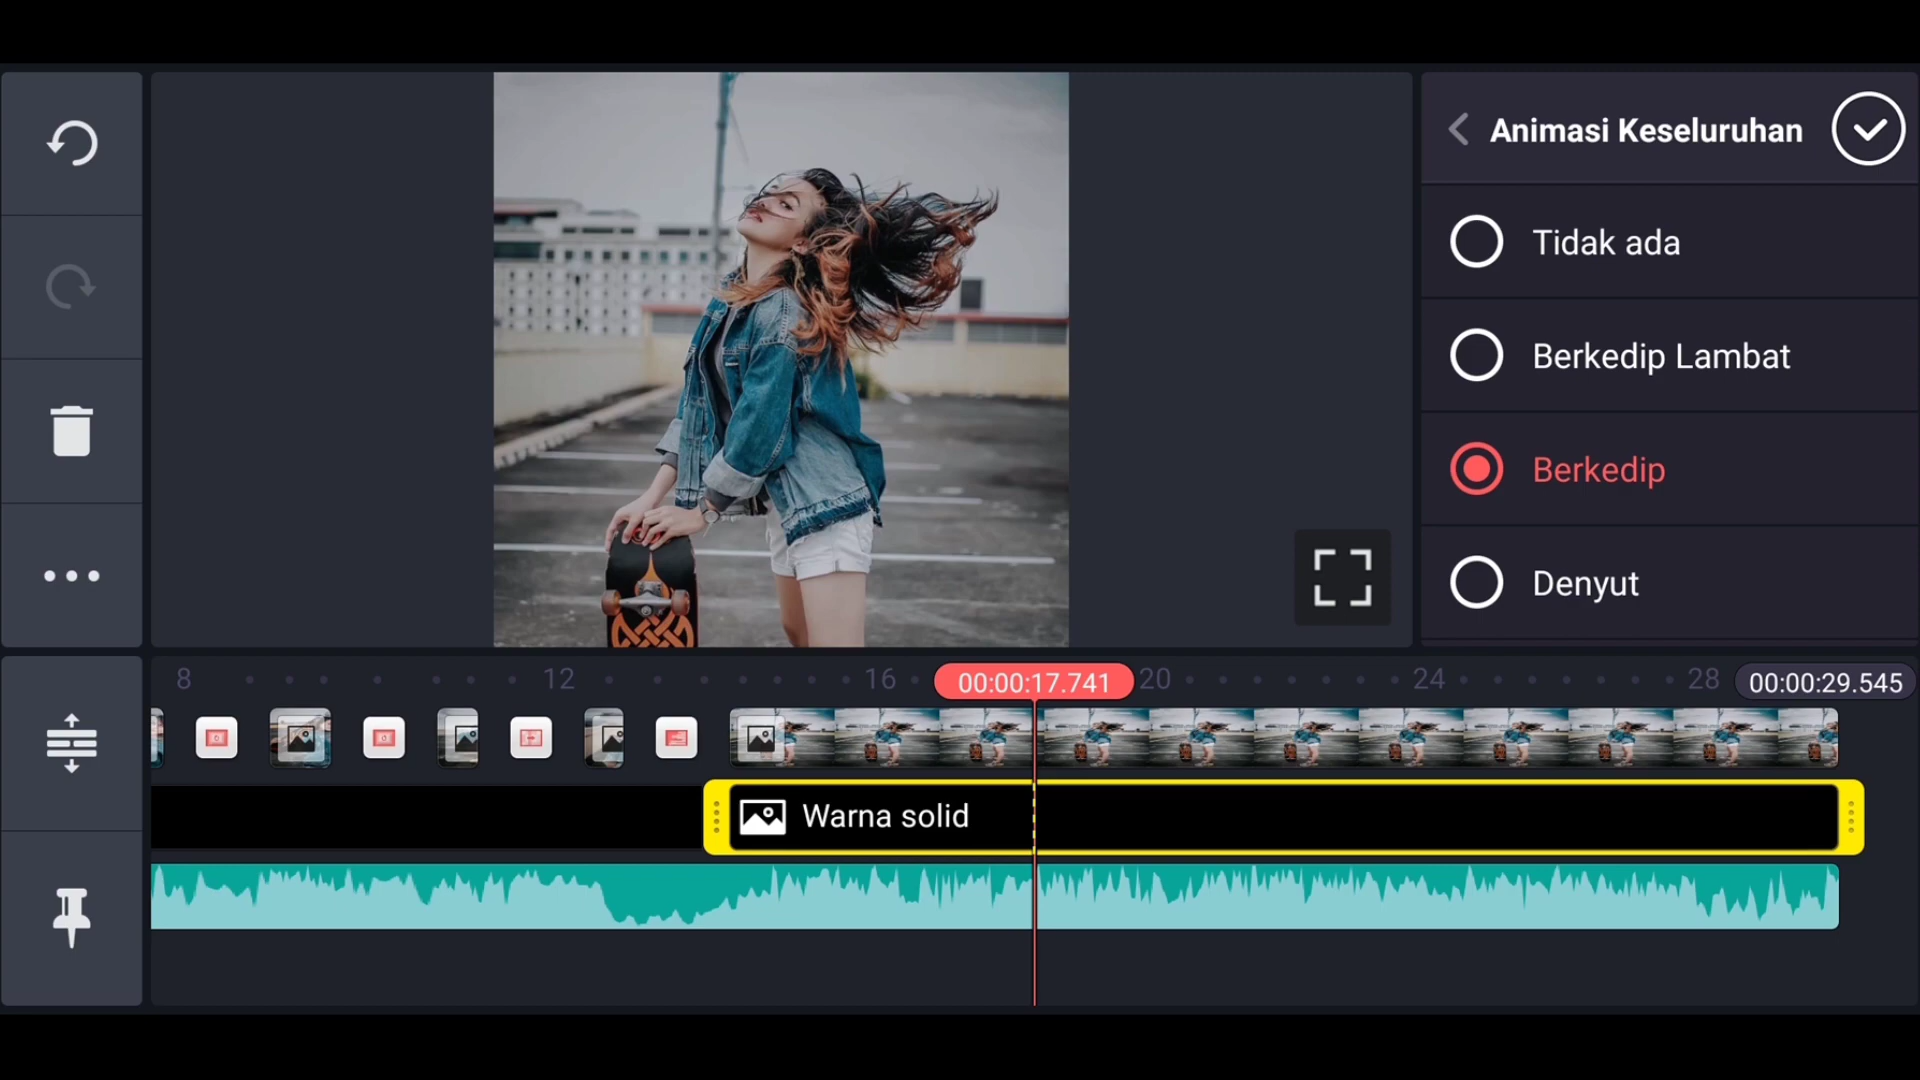 Animasi Keseluruhan
Tidak ada
Berkedip Lambat
Berkedip
Denyut
8 12 16 00:00:17.741 20 24 28 00:00:29.545
Warna solid